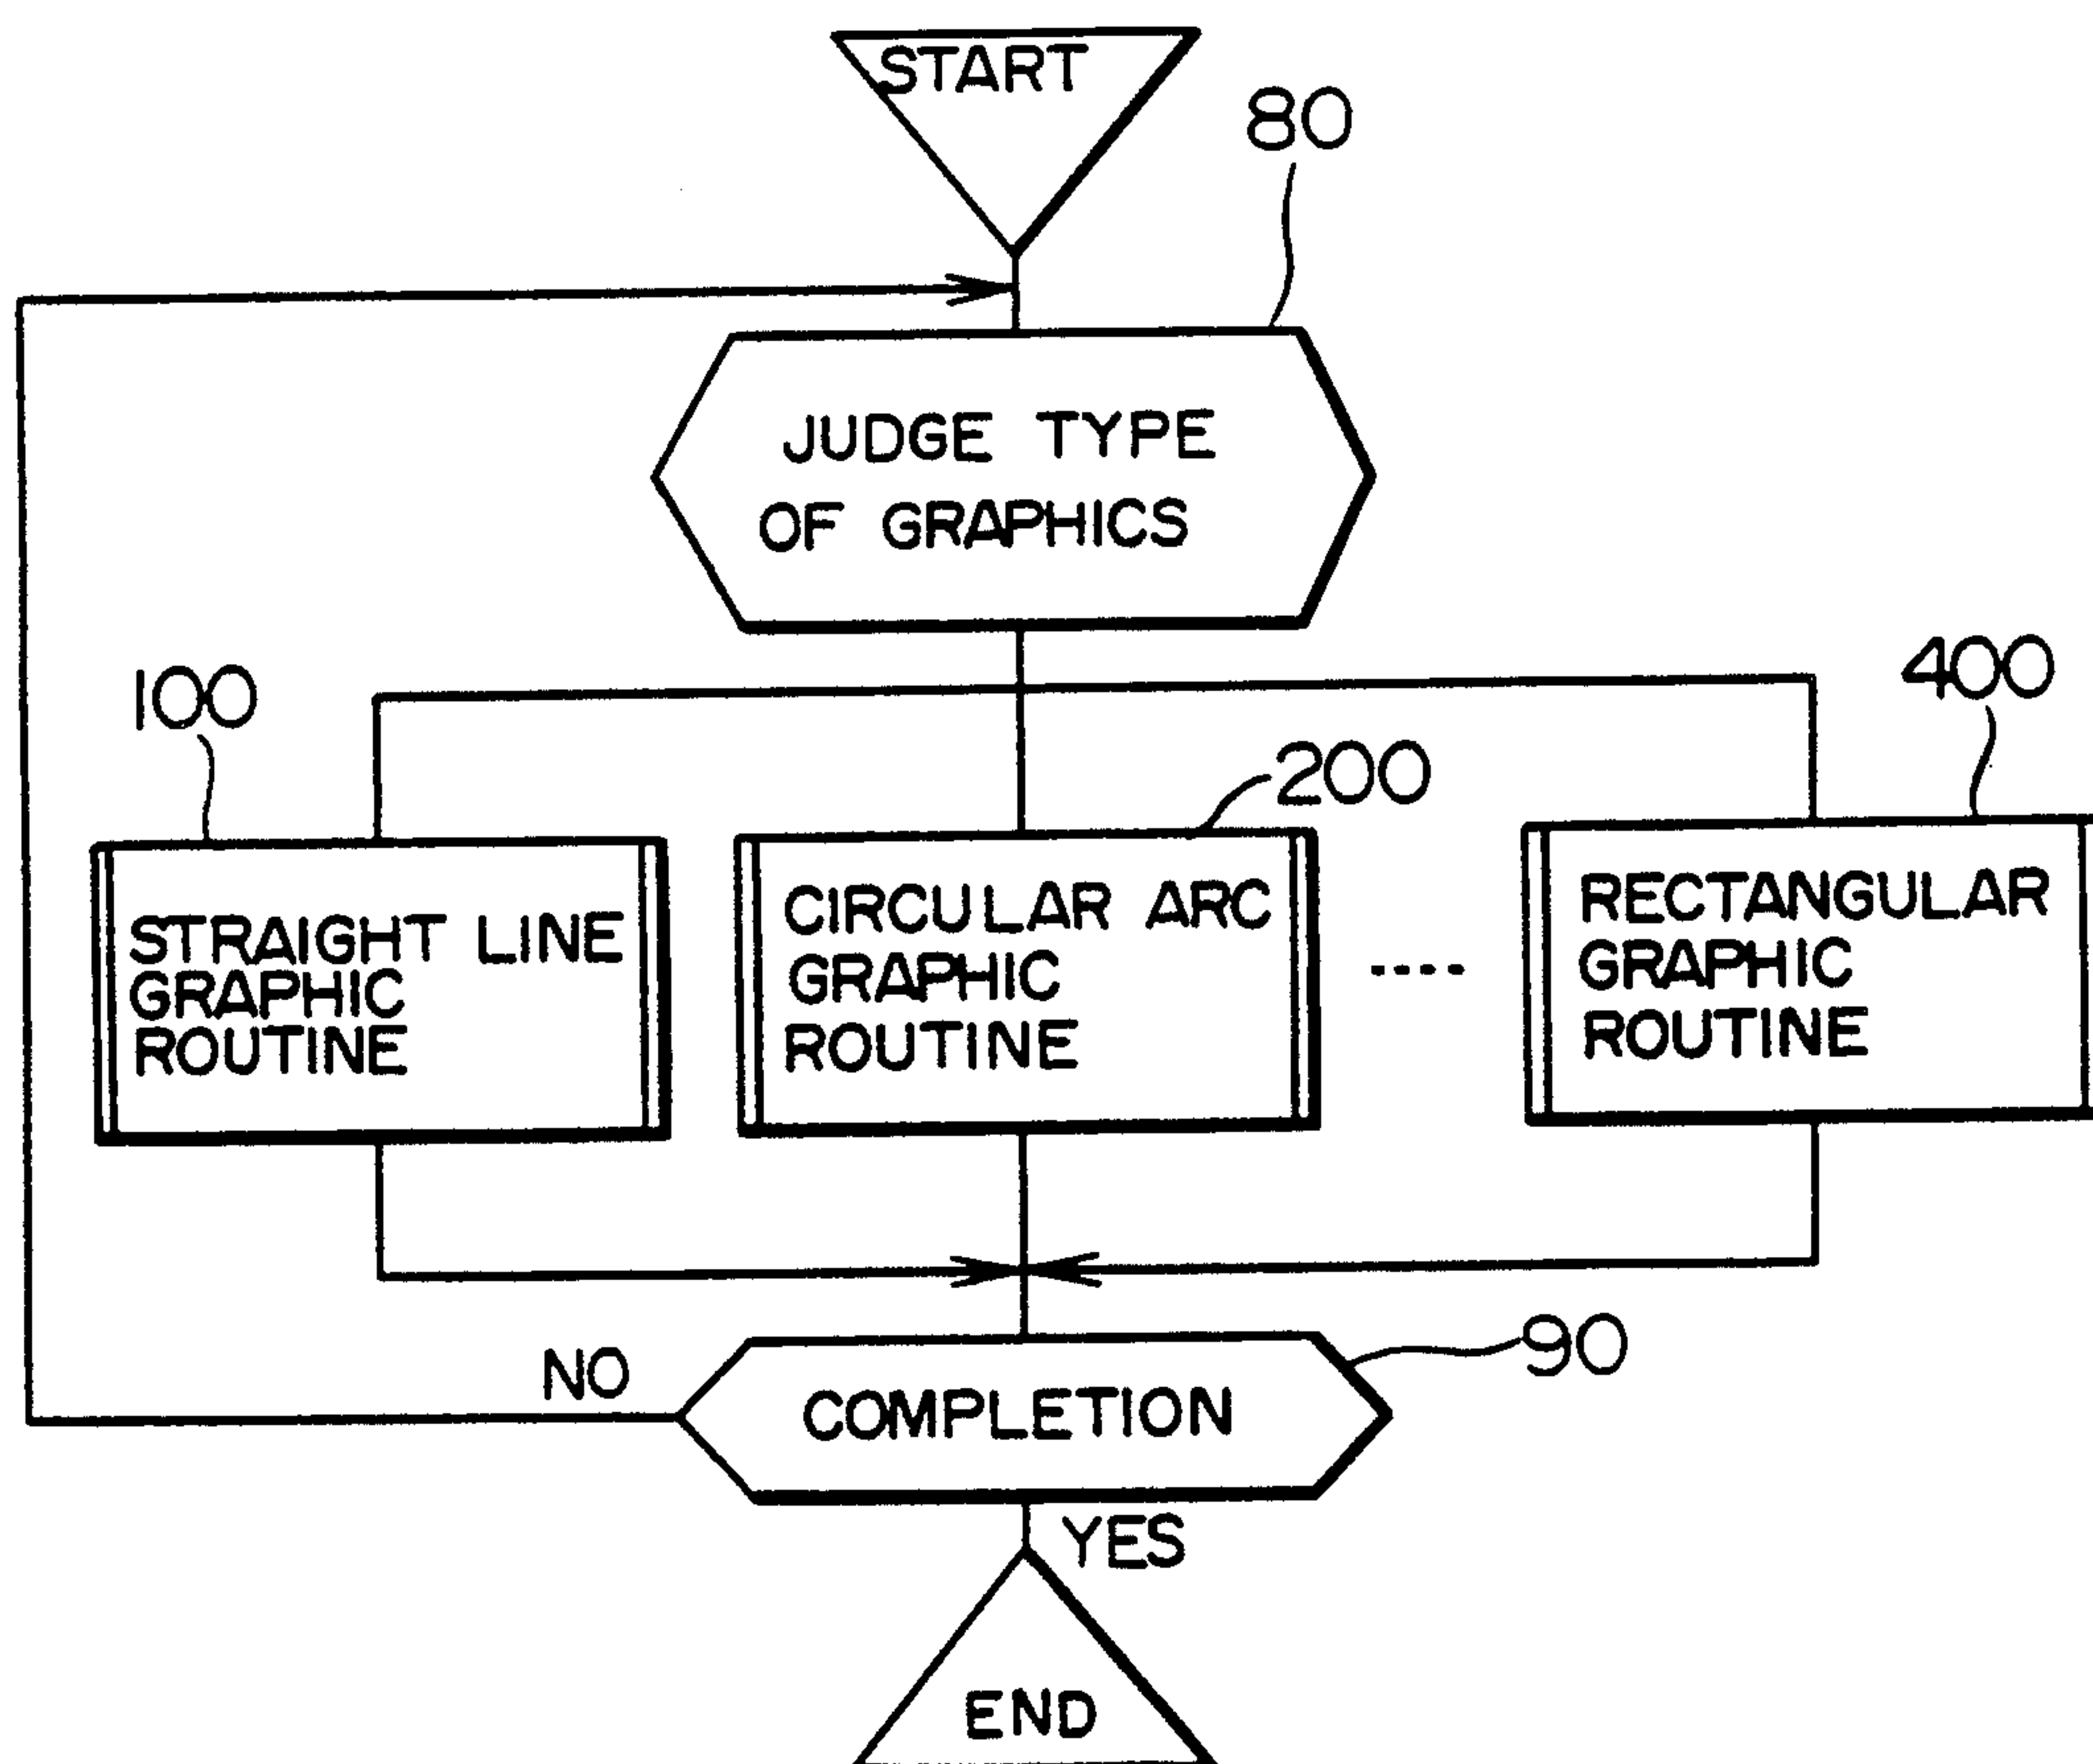 START
80
JUDGE TYPE
OF GRAPHICS
100
200
400
STRAIGHT LINE
GRAPHIC
ROUTINE
CIRCULAR ARC
GRAPHIC
ROUTINE
....
RECTANGULAR
GRAPHIC
ROUTINE
NO
COMPLETION
90
YES
END